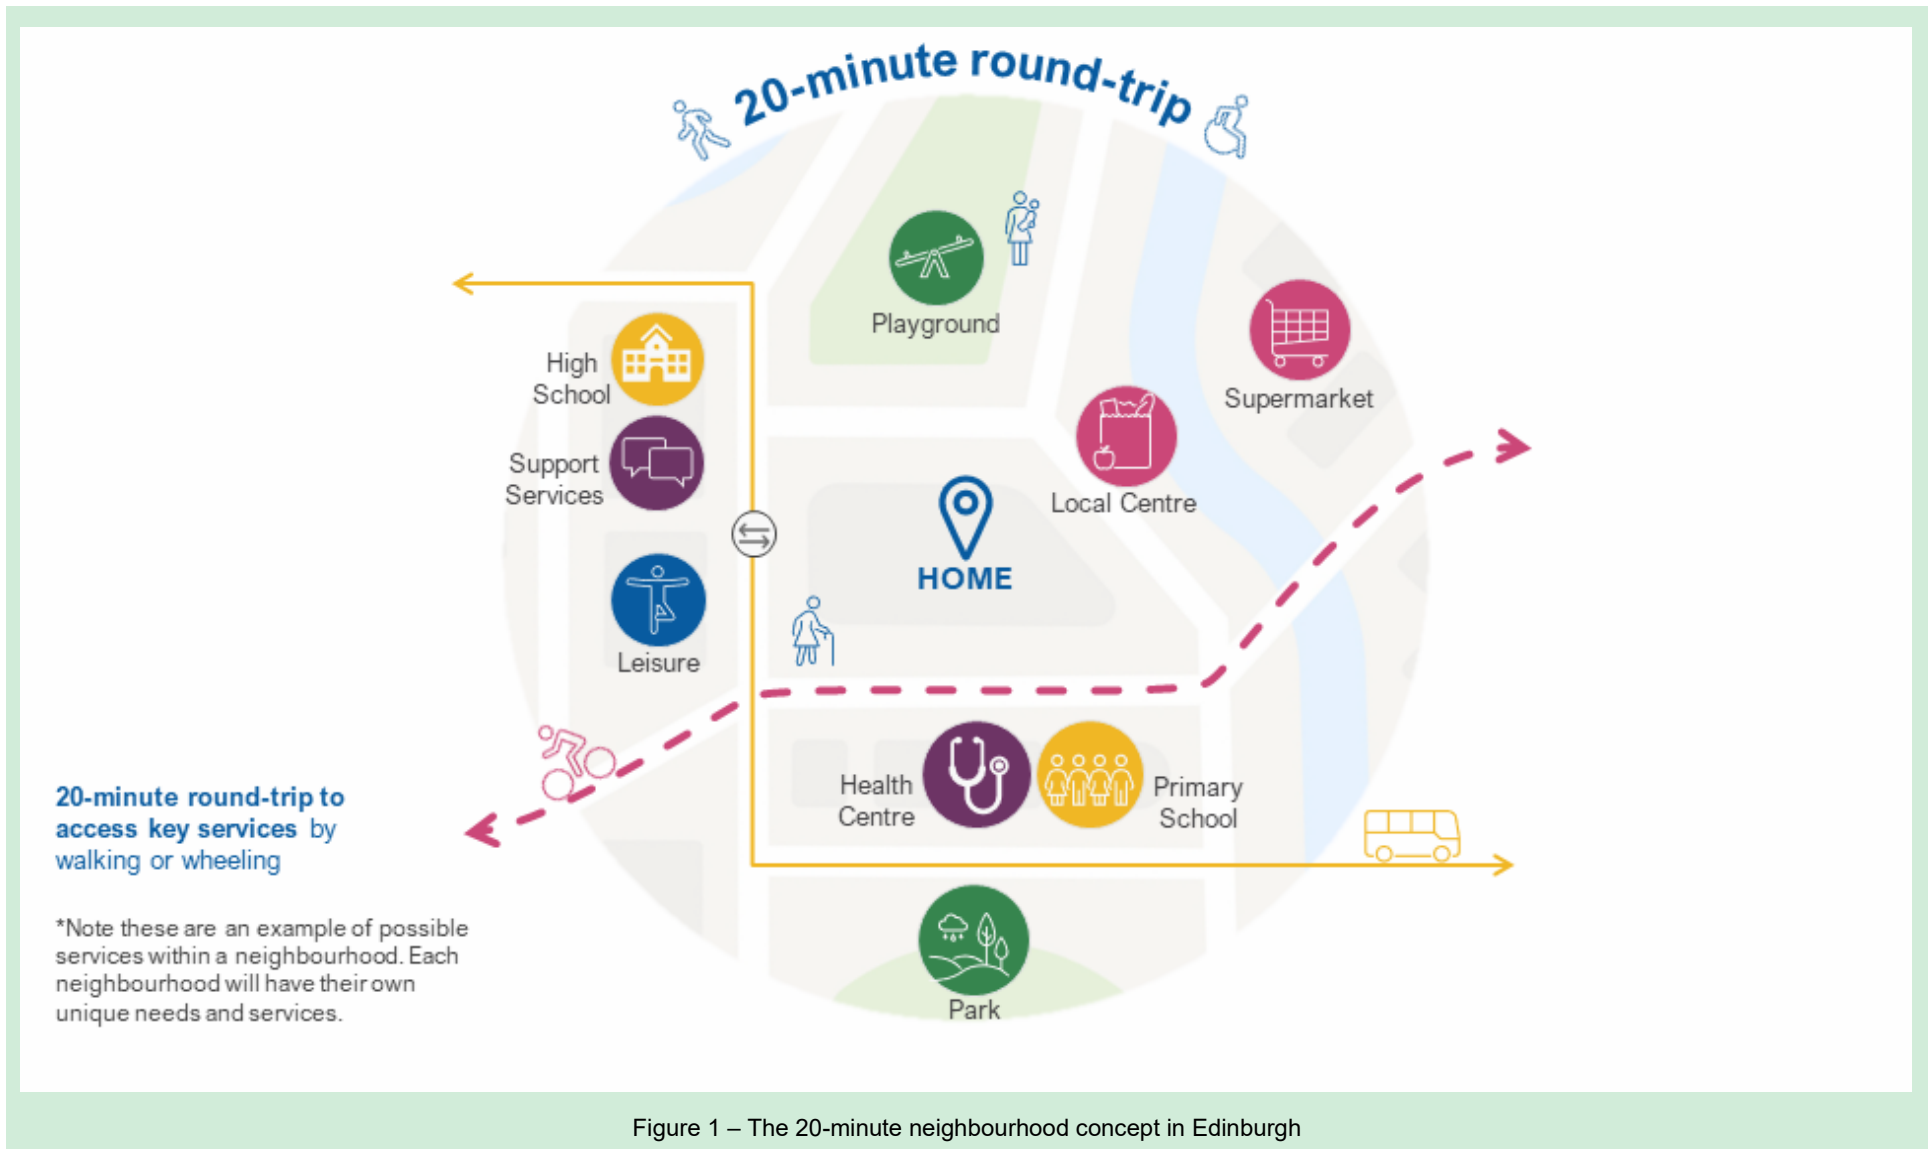 20-minute round-trip
Playground
High
School
Supermarket
Support
Services
Local Centre
HOME
Leisure
Health
Centre
Primary
School
20-minute round-trip to
access key services by
walking or wheeling
*Note these are an example of possible
services within a neighbourhood. Each
neighbourhood will have their own
unique needs and services.
Park
Figure 1 – The 20-minute neighbourhood concept in Edinburgh